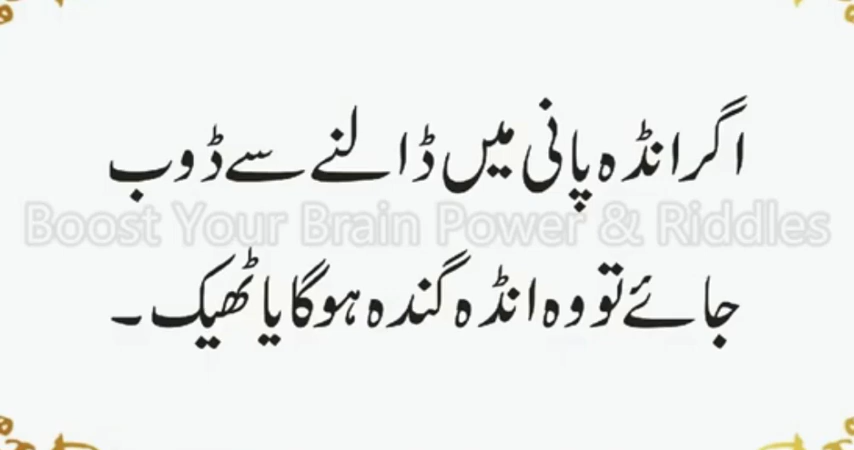 اگر انڈہ پانی میں ڈالنے سے ڈوب
Boost Your Brain Power & Riddles
جائے تو وہ انڈہ گندہ ہوگا یا ٹھیک ۔